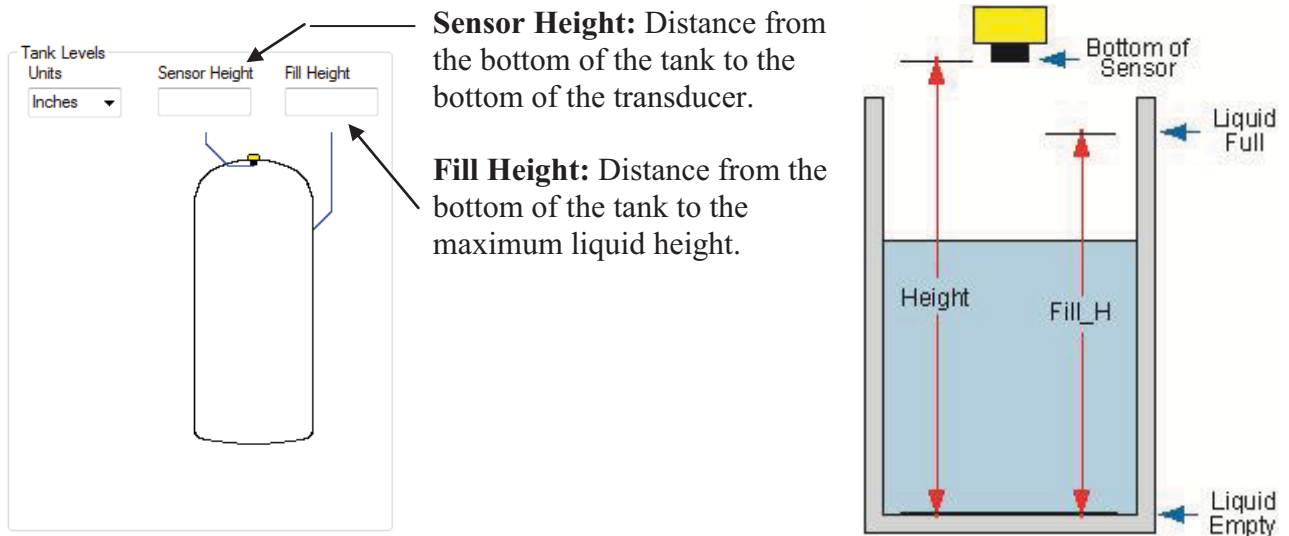 Tank Levels
Units
Sensor Height
Fill Height
Inches
Sensor Height: Distance from
the bottom of the tank to the
bottom of the transducer.
Fill Height: Distance from the
bottom of the tank to the
maximum liquid height.
Bottom of
Sensor
Liquid
Full
Height
Fill_H
Liquid
Empty